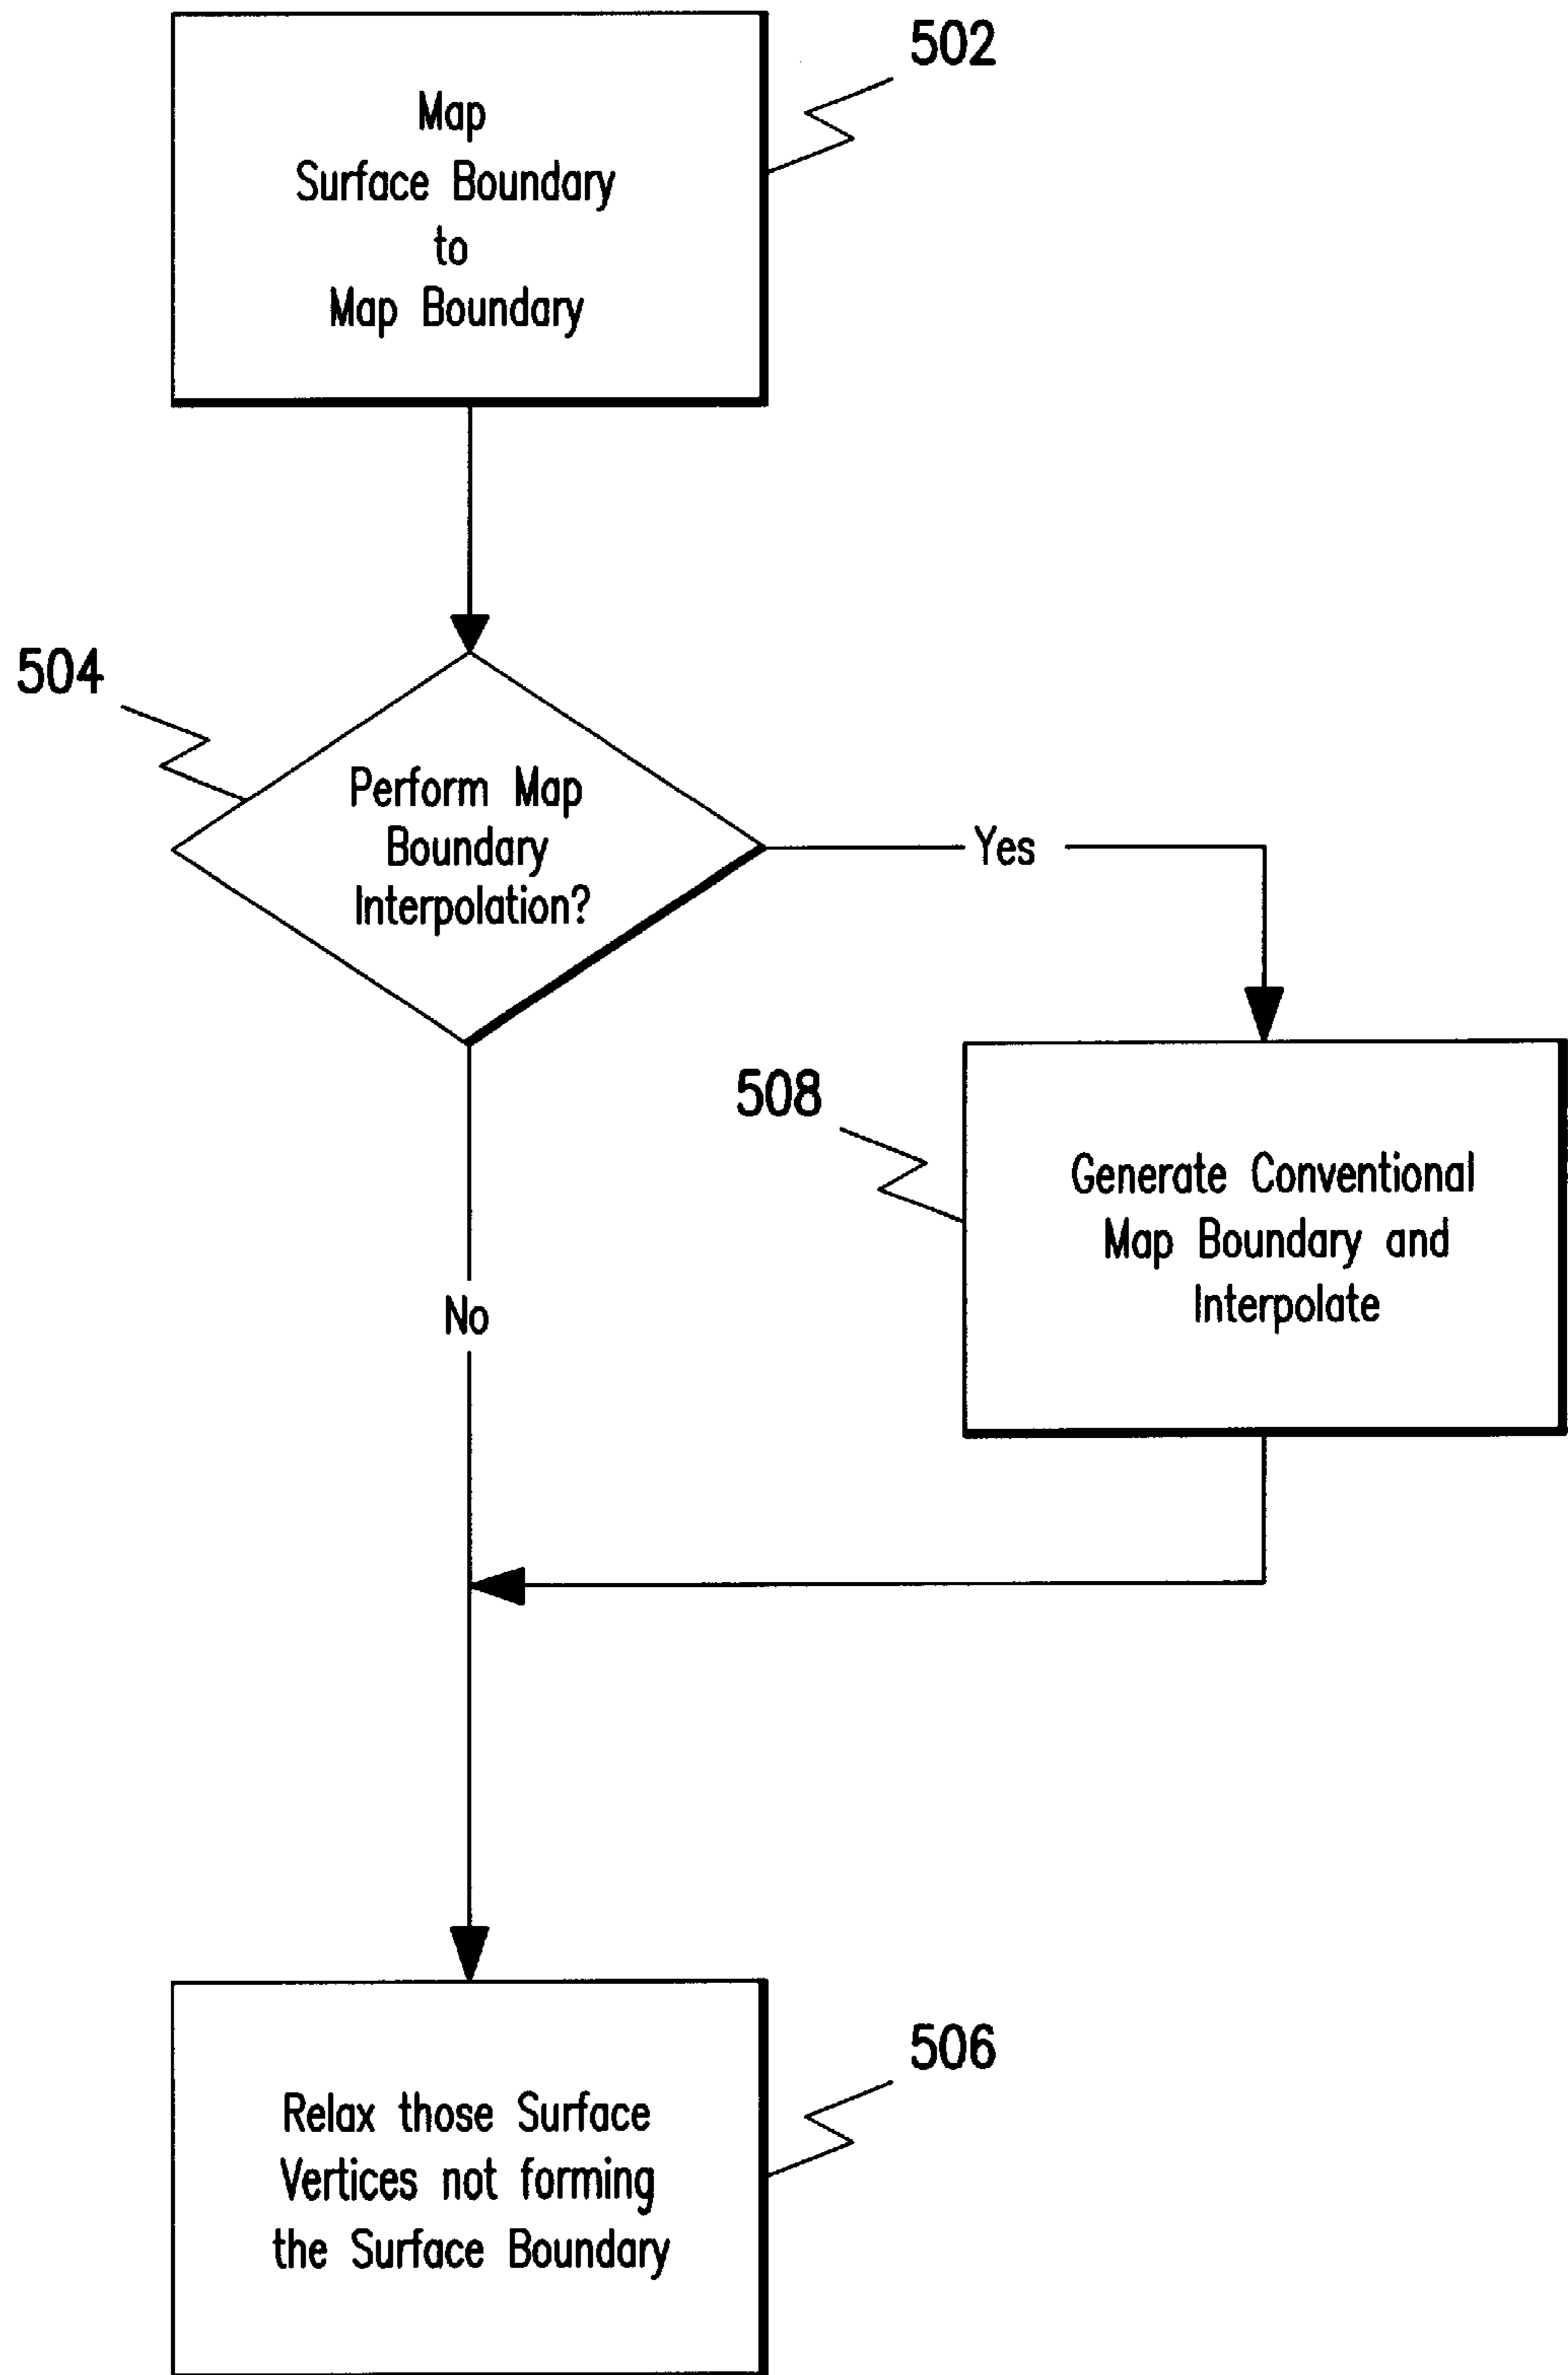 502
Map
Surface Boundary
to
Map Boundary
504
Perform Map
Boundary
Interpolation?
Yes
508
Generate Conventional
Map Boundary and
Interpolate
No
506
Relax those Surface
Vertices not forming
the Surface Boundary